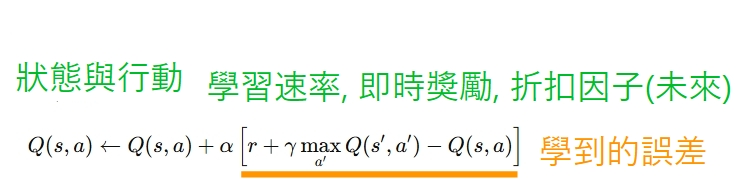 狀態與行動 學習速率, 即時獎勵, 折扣因子(未來)
Q(s, a) ← Q(s, a) + α [r + γ max_{a′} Q(s′, a′) − Q(s, a)] 學到的誤差